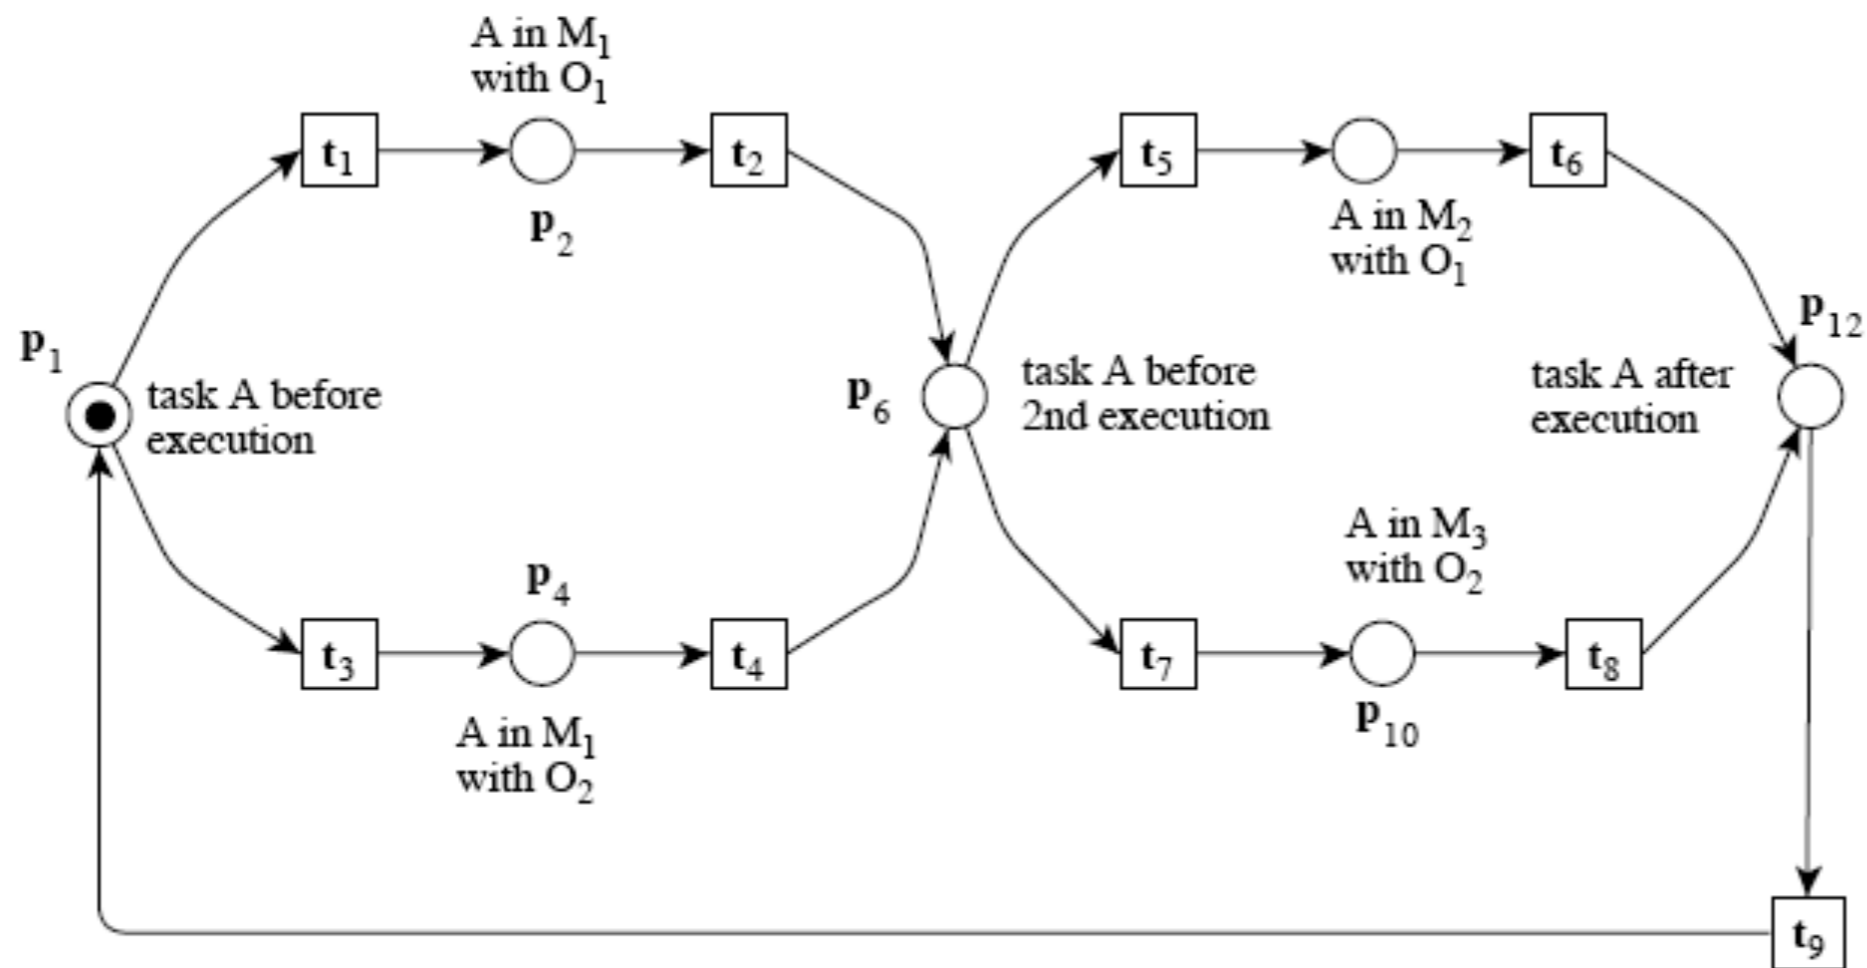 A in M₁
with O₁
t₁
p₂
t₂
t₅
t₆
A in M₂
with O₁
p₁
task A before
execution
p₆
task A before
2nd execution
task A after
execution
p₁₂
p₄
t₃
t₄
A in M₁
with O₂
A in M₃
with O₂
t₇
t₈
p₁₀
t₉